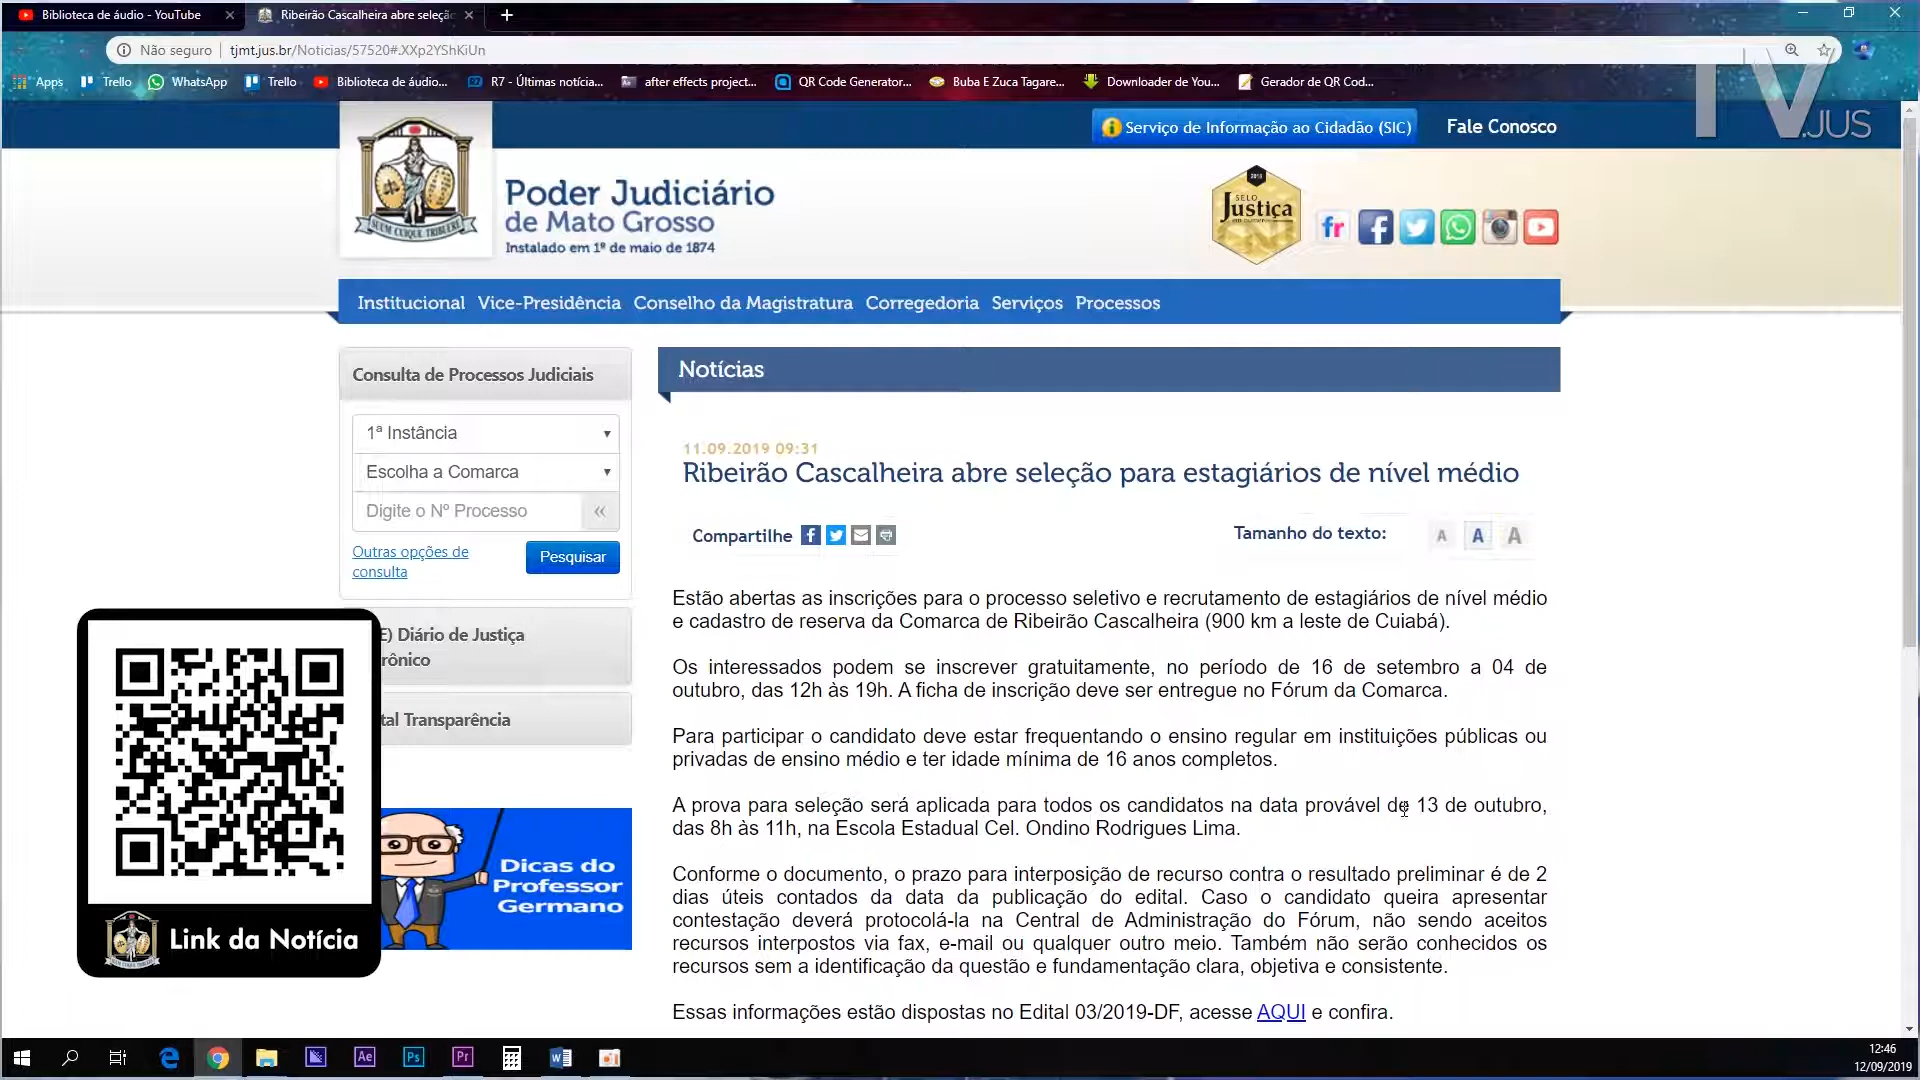 Biblioteca de áudio - YouTube
Ribeirão Cascalheira abre seleçã
Não seguro | tjmt.jus.br/Noticias/57520#.XXp2YShKiUn
Apps Trello WhatsApp Trello Biblioteca de áudio... R7 - Últimas notícia... after effects project... QR Code Generator... Buba E Zuca Tagare... Downloader de You... Gerador de QR Cod...
TV.JUS
Serviço de Informação ao Cidadão (SIC) Fale Conosco
SUUM CUIQUE TRIBUERE
Poder Judiciário
de Mato Grosso
Instalado em 1º de maio de 1874
SELO
Justiça
fr
Institucional Vice-Presidência Conselho da Magistratura Corregedoria Serviços Processos
Consulta de Processos Judiciais
1ª Instância
Escolha a Comarca
Digite o Nº Processo
Outras opções de
consulta
Pesquisar
E) Diário de Justiça
rônico
tal Transparência
Dicas do
Professor
Germano
Link da Notícia
Notícias
11.09.2019 09:31
Ribeirão Cascalheira abre seleção para estagiários de nível médio
Compartilhe
Tamanho do texto: A A A
Estão abertas as inscrições para o processo seletivo e recrutamento de estagiários de nível médio
e cadastro de reserva da Comarca de Ribeirão Cascalheira (900 km a leste de Cuiabá).
Os interessados podem se inscrever gratuitamente, no período de 16 de setembro a 04 de
outubro, das 12h às 19h. A ficha de inscrição deve ser entregue no Fórum da Comarca.
Para participar o candidato deve estar frequentando o ensino regular em instituições públicas ou
privadas de ensino médio e ter idade mínima de 16 anos completos.
A prova para seleção será aplicada para todos os candidatos na data provável de 13 de outubro,
das 8h às 11h, na Escola Estadual Cel. Ondino Rodrigues Lima.
Conforme o documento, o prazo para interposição de recurso contra o resultado preliminar é de 2
dias úteis contados da data da publicação do edital. Caso o candidato queira apresentar
contestação deverá protocolá-la na Central de Administração do Fórum, não sendo aceitos
recursos interpostos via fax, e-mail ou qualquer outro meio. Também não serão conhecidos os
recursos sem a identificação da questão e fundamentação clara, objetiva e consistente.
Essas informações estão dispostas no Edital 03/2019-DF, acesse AQUI e confira.
Ae Ps Pr
12:46
12/09/2019